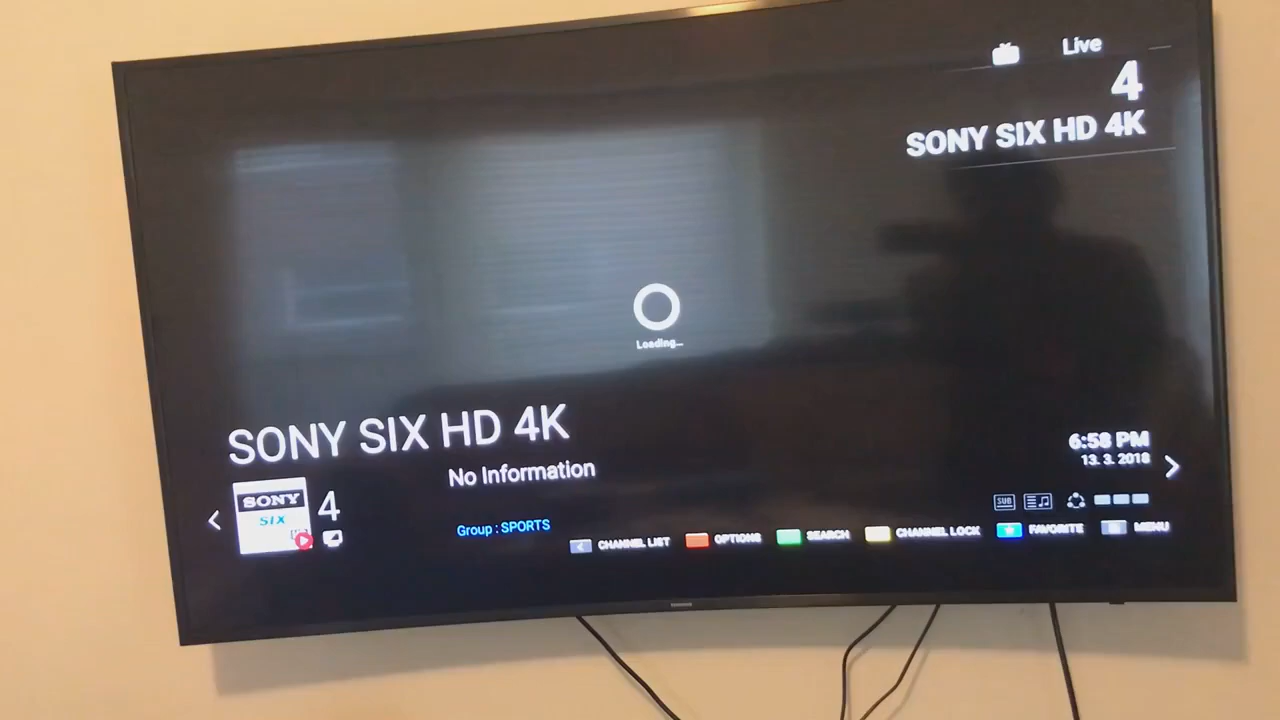 Live
4
SONY SIX HD 4K
Loading...
SONY SIX HD 4K
No Information
6:58 PM
13. 3. 2018
SONY
SIX
4
Group : SPORTS
SUB
CHANNEL LIST
OPTIONS
SEARCH
CHANNEL LOCK
FAVORITE
MENU